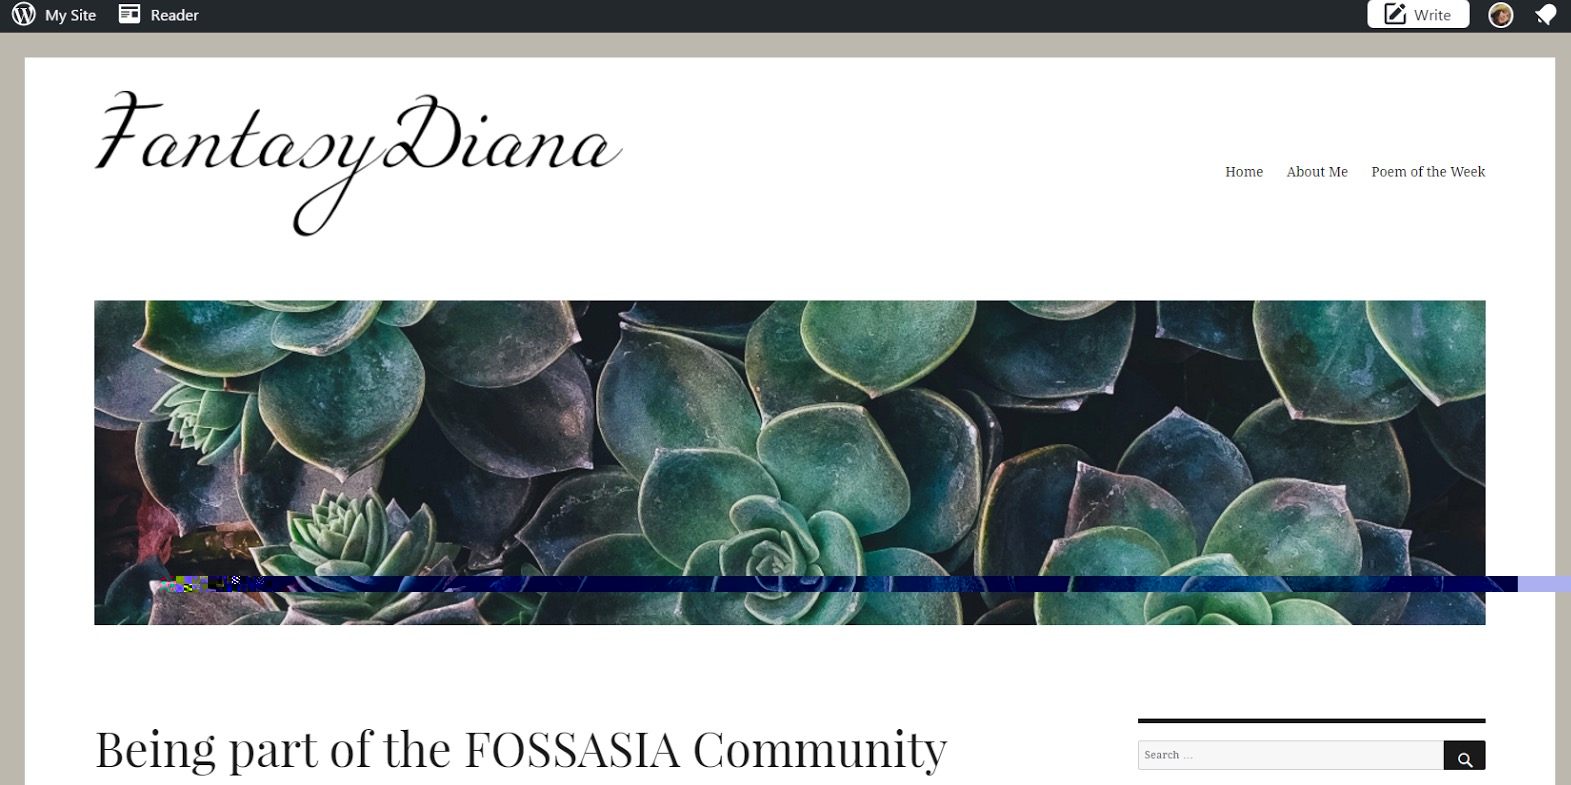 My Site Reader Write
FantasyDiana
Home About Me Poem of the Week
Being part of the FOSSASIA Community
Search ...